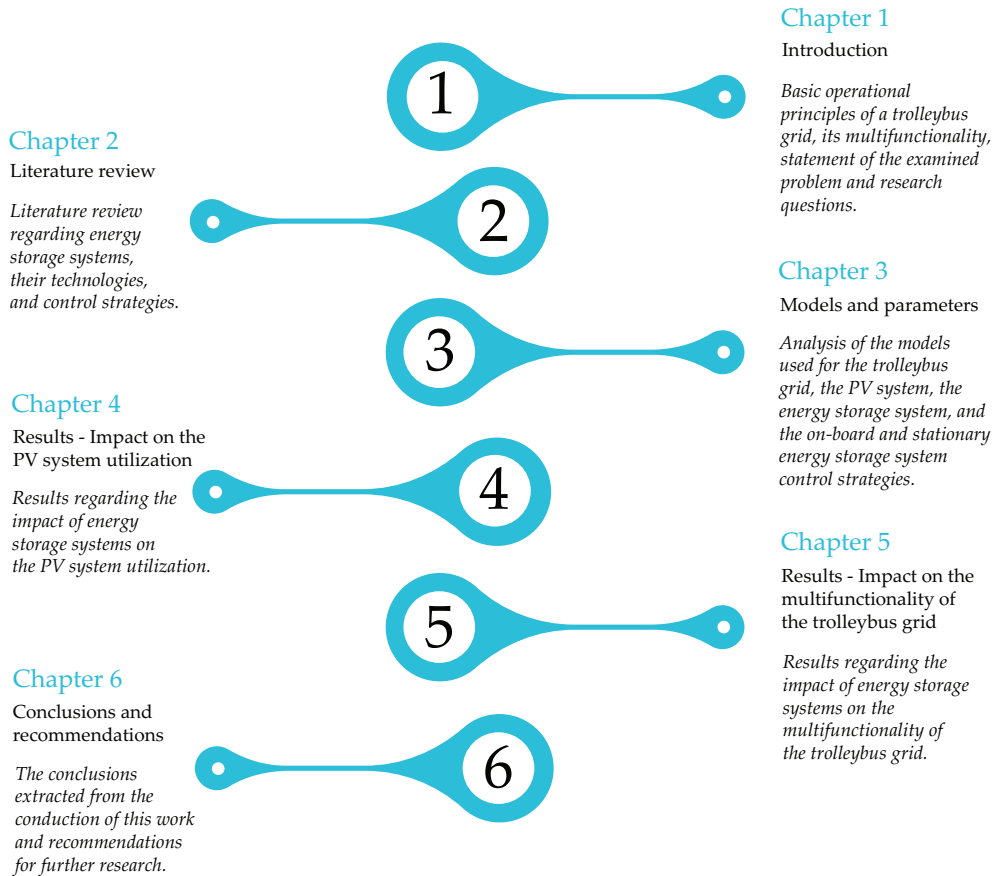 Chapter 1
Introduction
Basic operational
principles of a trolleybus
grid, its multifunctionality,
statement of the examined
problem and research
questions.
1
Chapter 2
Literature review
Literature review
regarding energy
storage systems,
their technologies,
and control strategies.
2
Chapter 3
Models and parameters
Analysis of the models
used for the trolleybus
grid, the PV system, the
energy storage system, and
the on-board and stationary
energy storage system
control strategies.
3
Chapter 4
Results - Impact on the
PV system utilization
Results regarding the
impact of energy
storage systems on
the PV system utilization.
4
Chapter 5
Results - Impact on the
multifunctionality of
the trolleybus grid
Results regarding the
impact of energy storage
systems on the
multifunctionality of
the trolleybus grid.
5
Chapter 6
Conclusions and
recommendations
The conclusions
extracted from the
conduction of this work
and recommendations
for further research.
6